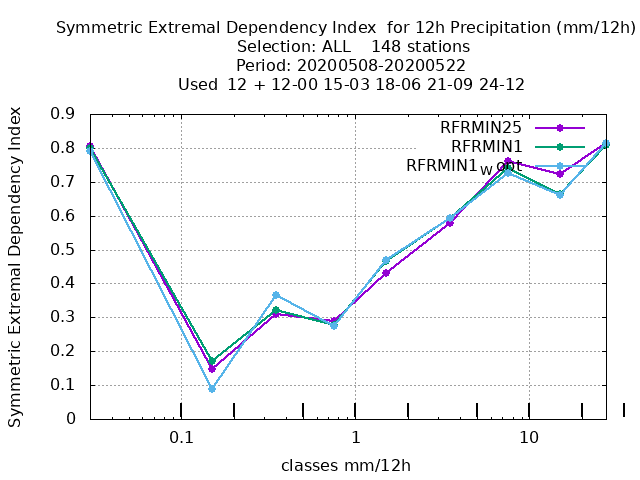 Symmetric Extremal Dependency Index  for 12h Precipitation (mm/12h)
Selection: ALL    148 stations
Period: 20200508-20200522
Used  12 + 12-00 15-03 18-06 21-09 24-12
Symmetric Extremal Dependency Index
0.9
0.8
0.7
0.6
0.5
0.4
0.3
0.2
0.1
0
RFRMIN25
RFRMIN1
RFRMIN1w
0.1
1
10
classes mm/12h